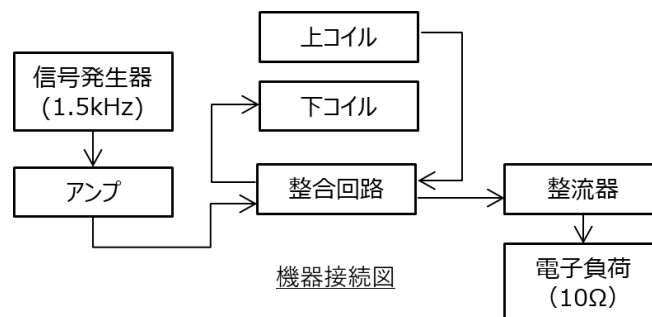 上コイル
信号発生器
(1.5kHz)
下コイル
アンプ
整合回路
整流器
機器接続図
電子負荷
（10Ω）